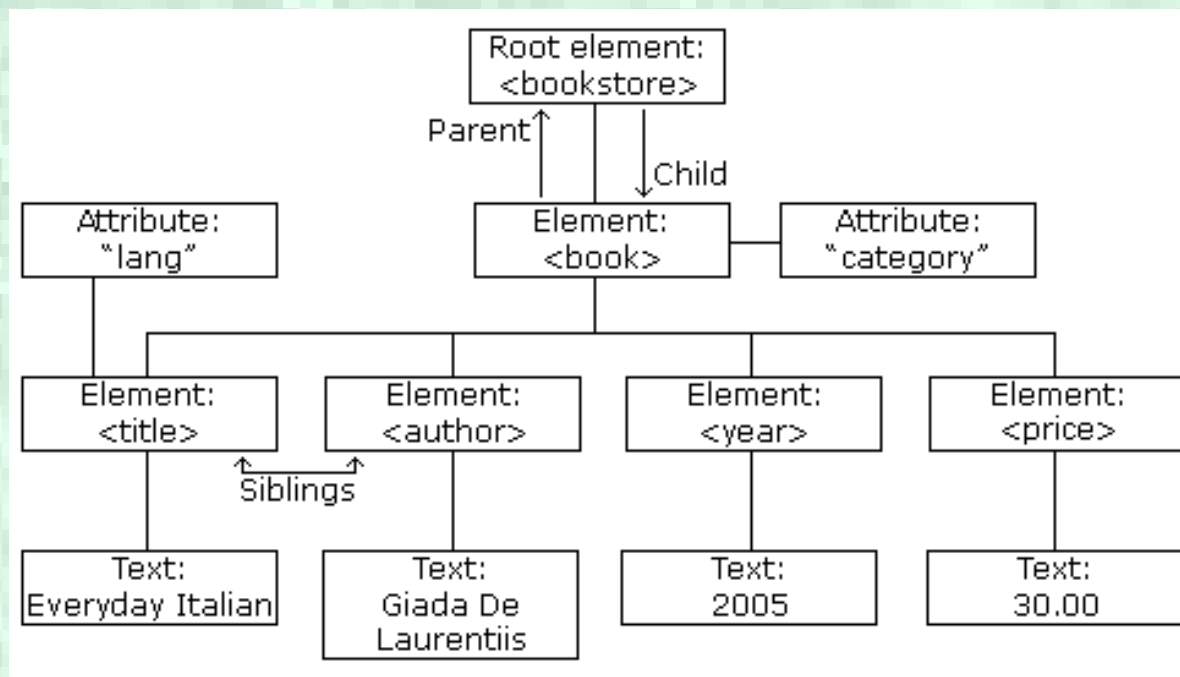 Root element:
<bookstore>
Parent
Child
Attribute:
“lang”
Element:
<book>
Attribute:
“category”
Element:
<title>
Element:
<author>
Element:
<year>
Element:
<price>
Siblings
Text:
Everyday Italian
Text:
Giada De
Laurentiis
Text:
2005
Text:
30.00